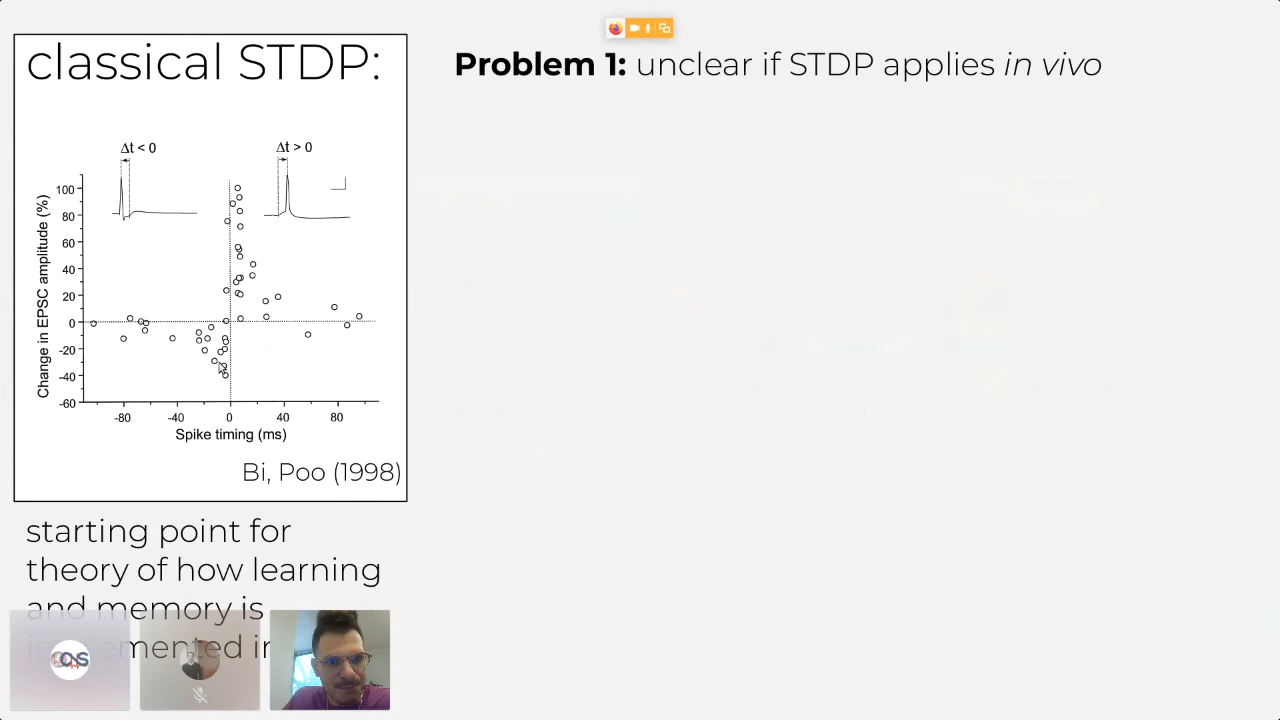 classical STDP:
Problem 1: unclear if STDP applies in vivo
Δt < 0
Δt > 0
100
80
60
40
20
0
-20
-40
-60
Change in EPSC amplitude (%)
-80
-40
0
40
80
Spike timing (ms)
Bi, Poo (1998)
starting point for
theory of how learning
and memory is